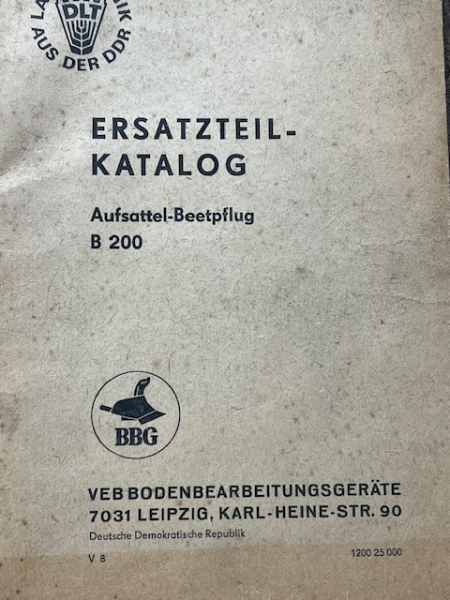 DLT
AUS DER DDR
ERSATZTEIL-
KATALOG
Aufsattel-Beetpflug
B 200
BBG
VEB BODENBEARBEITUNGSGERÄTE
7031 LEIPZIG, KARL-HEINE-STR. 90
Deutsche Demokratische Republik
V 8
1200 25 000